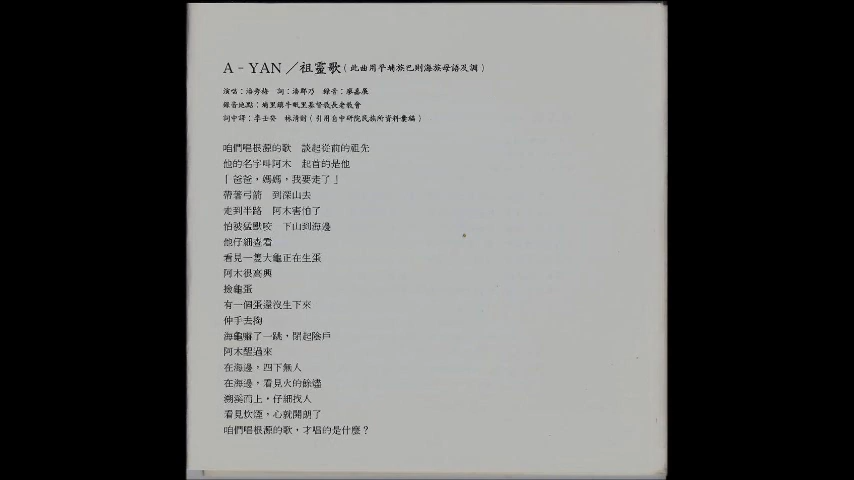 A - YAN／祖靈歌(此曲用平埔族巴則海族母語及調)
演唱：潘秀梅　詞：潘郡乃　錄音：廖嘉展
錄音地點：埔里鎮牛眠里基督教長老教會
詞中譯：李壬癸　林清財(引用自中研院民族所資料彙編)
咱們唱根源的歌　談起從前的祖先
他的名字叫阿木　起首的是他
「爸爸，媽媽，我要走了」
帶著弓箭　到深山去
走到半路　阿木害怕了
怕被猛獸咬　下山到海邊
他仔細查看
看見一隻大龜正在生蛋
阿木很高興
撿龜蛋
有一個蛋還沒生下來
伸手去掏
海龜嚇了一跳，閉起陰戶
阿木醒過來
在海邊，四下無人
在海邊，看見火的餘燼
溯溪而上，仔細找人
看見炊煙，心就開朗了
咱們唱根源的歌，才唱的是什麼？